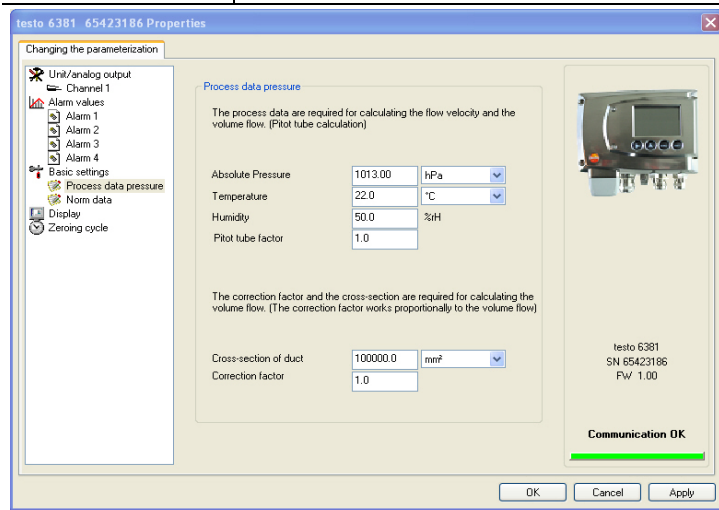 testo 6381 65423186 Properties
Changing the parameterization
Unit/analog output
Channel 1
Alarm values
Alarm 1
Alarm 2
Alarm 3
Alarm 4
Basic settings
Process data pressure
Norm data
Display
Zeroing cycle
Process data pressure
The process data are required for calculating the flow velocity and the
volume flow. (Pitot tube calculation)
Absolute Pressure 1013.00 hPa
Temperature 22.0 °C
Humidity 50.0 %rH
Pitot tube factor 1.0
The correction factor and the cross-section are required for calculating the
volume flow. (The correction factor works proportionally to the volume flow)
Cross-section of duct 100000.0 mm²
Correction factor 1.0
testo 6381
SN 65423186
FW 1.00
Communication OK
OK Cancel Apply